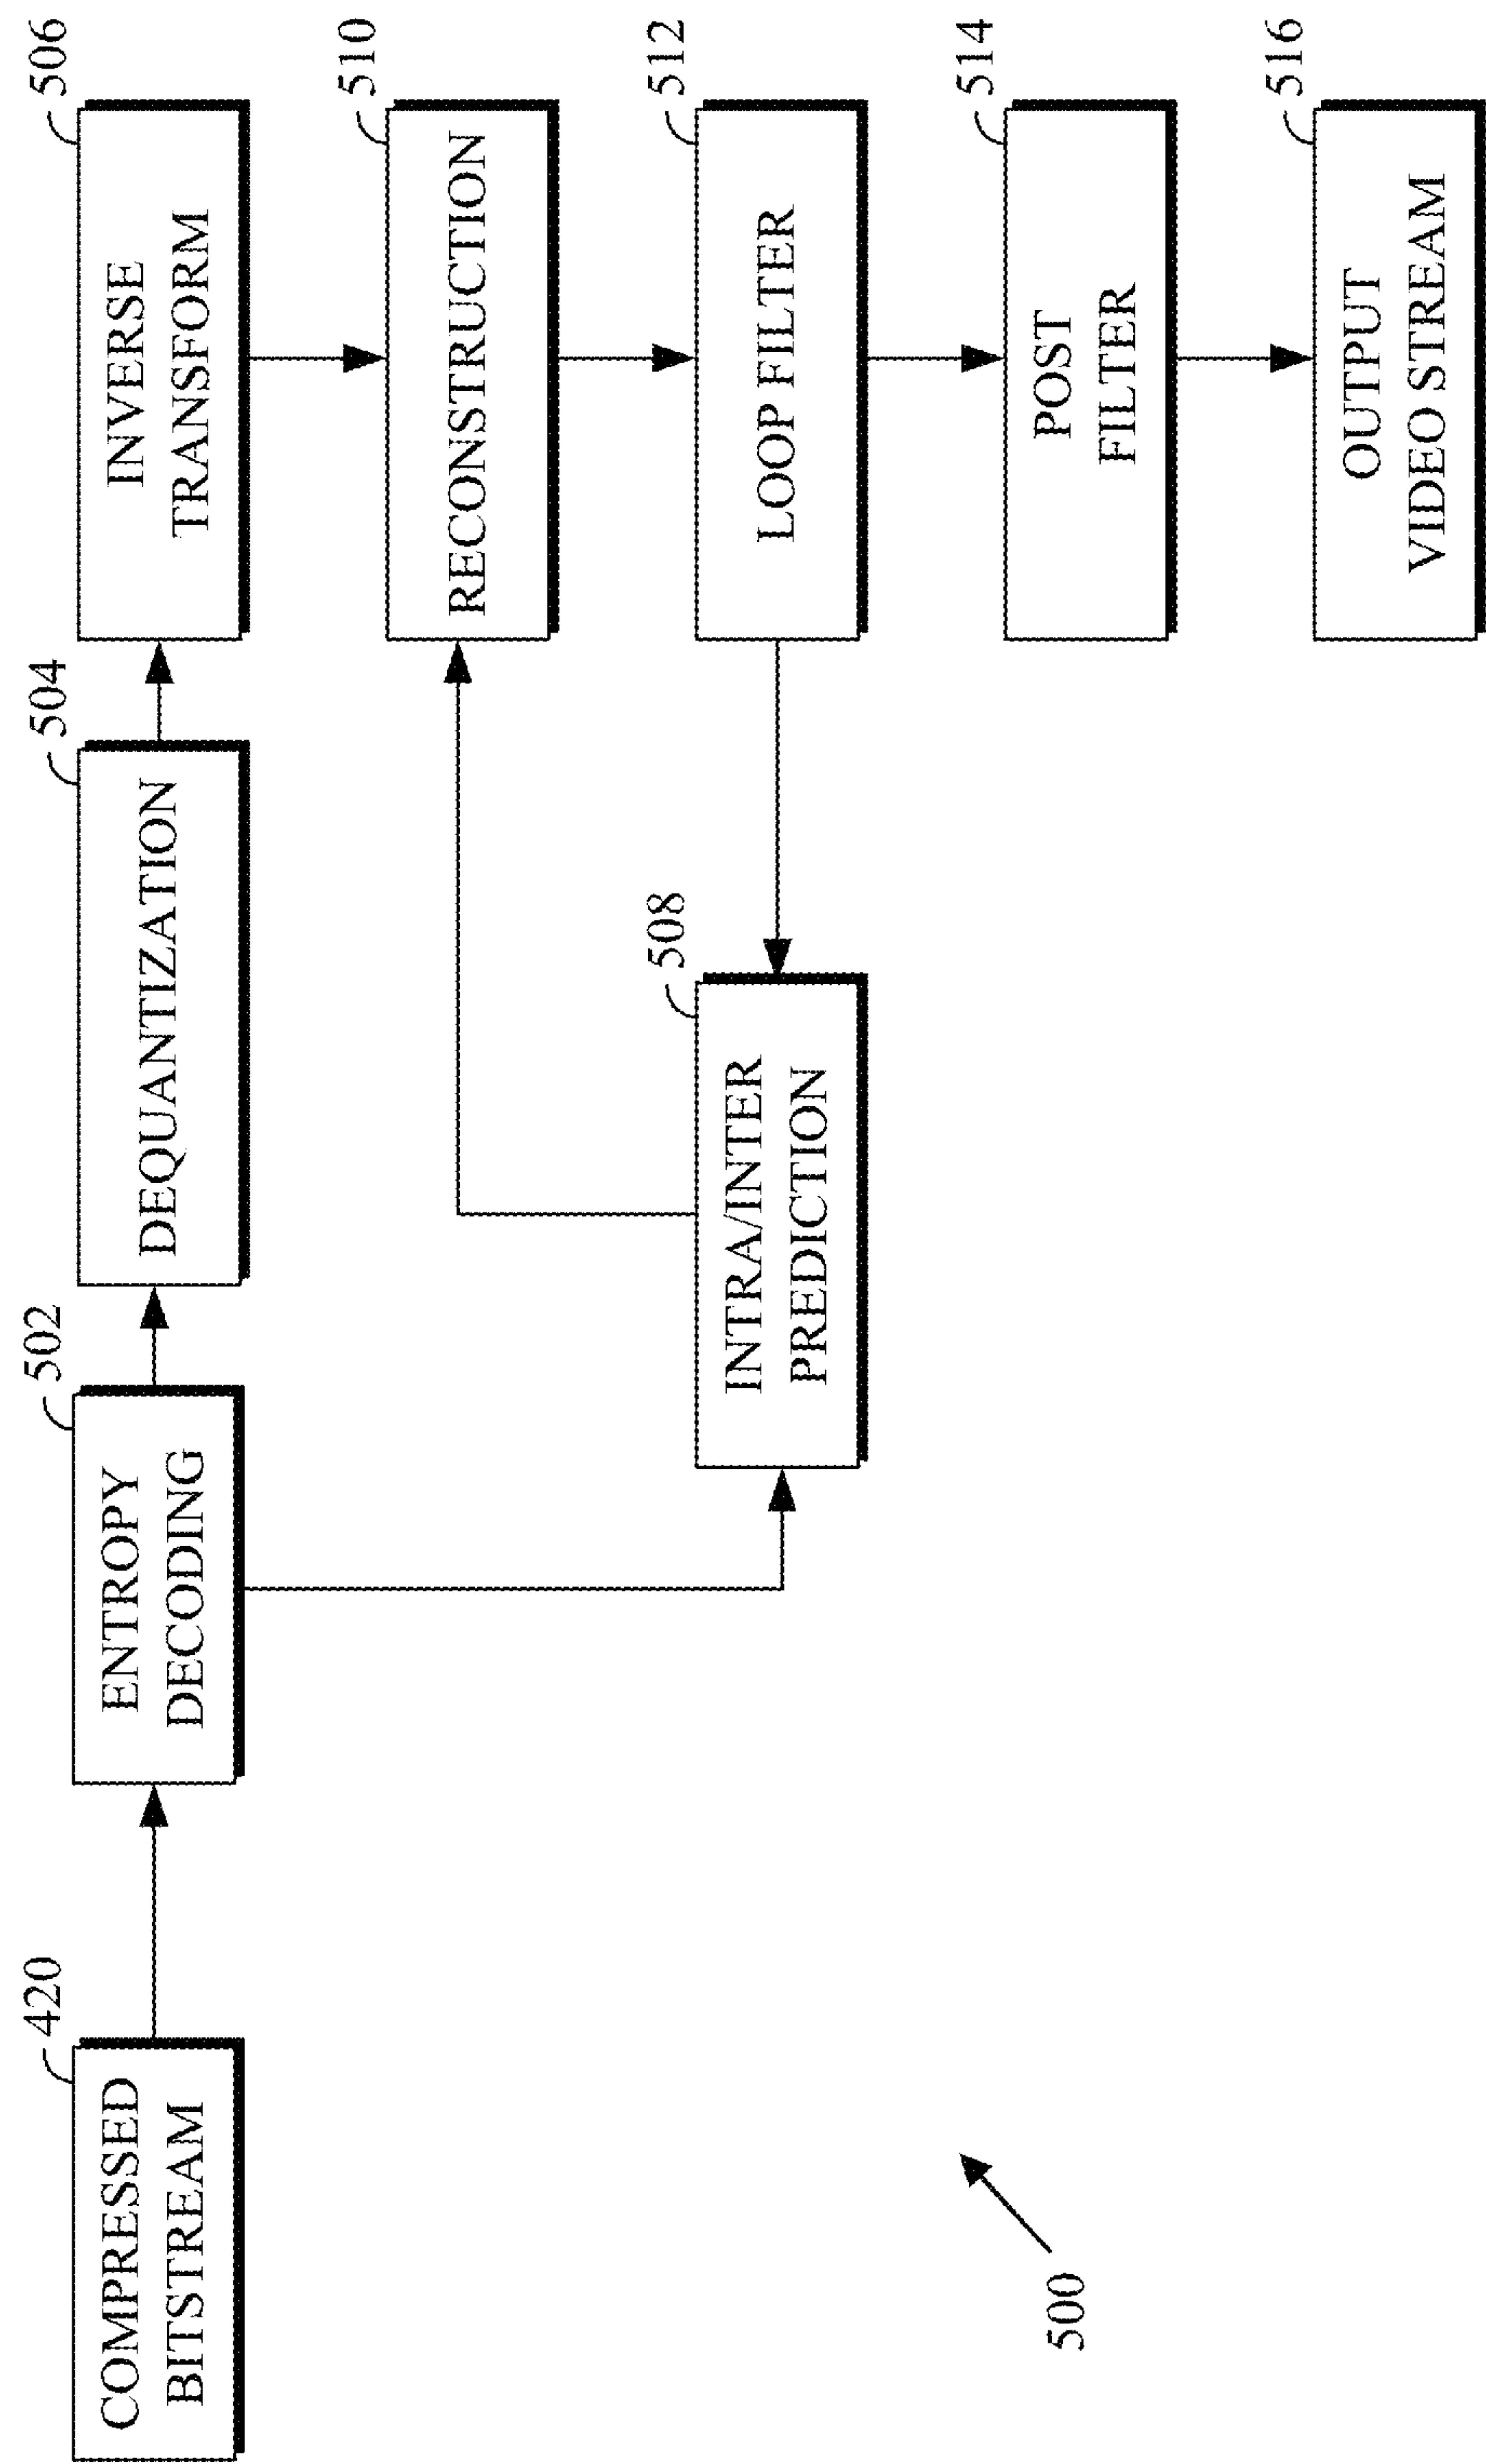 420
COMPRESSED
BITSTREAM
502
ENTROPY
DECODING
504
DEQUANTIZATION
506
INVERSE
TRANSFORM
508
INTRA/INTER
PREDICTION
510
RECONSTRUCTION
512
LOOP FILTER
514
POST
FILTER
516
OUTPUT
VIDEO STREAM
500